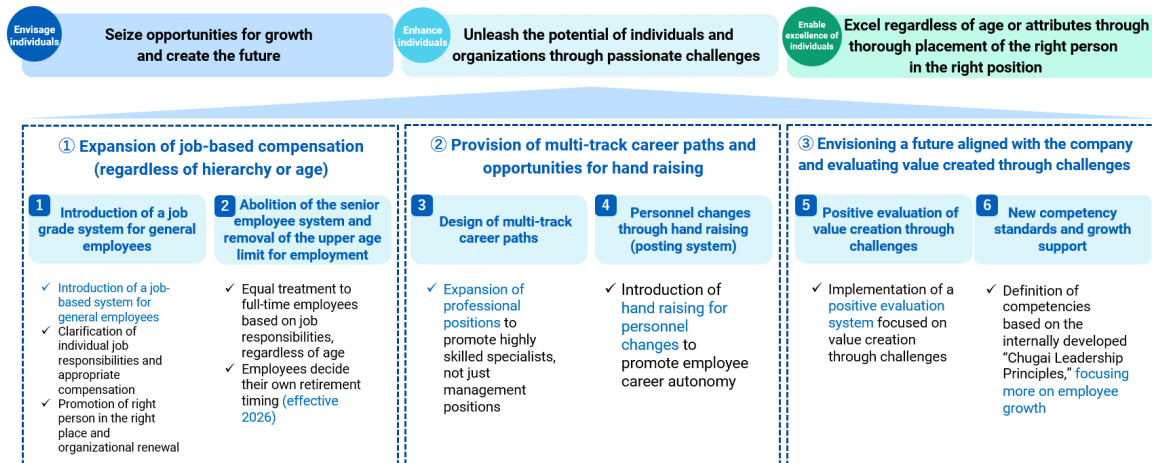 Envisage
individuals
Seize opportunities for growth
and create the future
Enhance
individuals
Unleash the potential of individuals and
organizations through passionate challenges
Enable
excellence of
individuals
Excel regardless of age or attributes through
thorough placement of the right person
in the right position
① Expansion of job-based compensation
(regardless of hierarchy or age)
1
Introduction of a job
grade system for general
employees
✓ Introduction of a job-
based system for
general employees
✓ Clarification of
individual job
responsibilities and
appropriate
compensation
✓ Promotion of right
person in the right
place and
organizational renewal
2
Abolition of the senior
employee system and
removal of the upper age
limit for employment
✓ Equal treatment to
full-time employees
based on job
responsibilities,
regardless of age
✓ Employees decide
their own retirement
timing (effective
2026)
② Provision of multi-track career paths and
opportunities for hand raising
3
Design of multi-track
career paths
✓ Expansion of
professional
positions to
promote highly
skilled specialists,
not just
management
positions
4
Personnel changes
through hand raising
(posting system)
✓ Introduction of
hand raising for
personnel
changes to
promote employee
career autonomy
③ Envisioning a future aligned with the company
and evaluating value created through challenges
5
Positive evaluation of
value creation through
challenges
✓ Implementation of a
positive evaluation
system focused on
value creation
through challenges
6
New competency
standards and growth
support
✓ Definition of
competencies
based on the
internally developed
“Chugai Leadership
Principles,” focusing
more on employee
growth